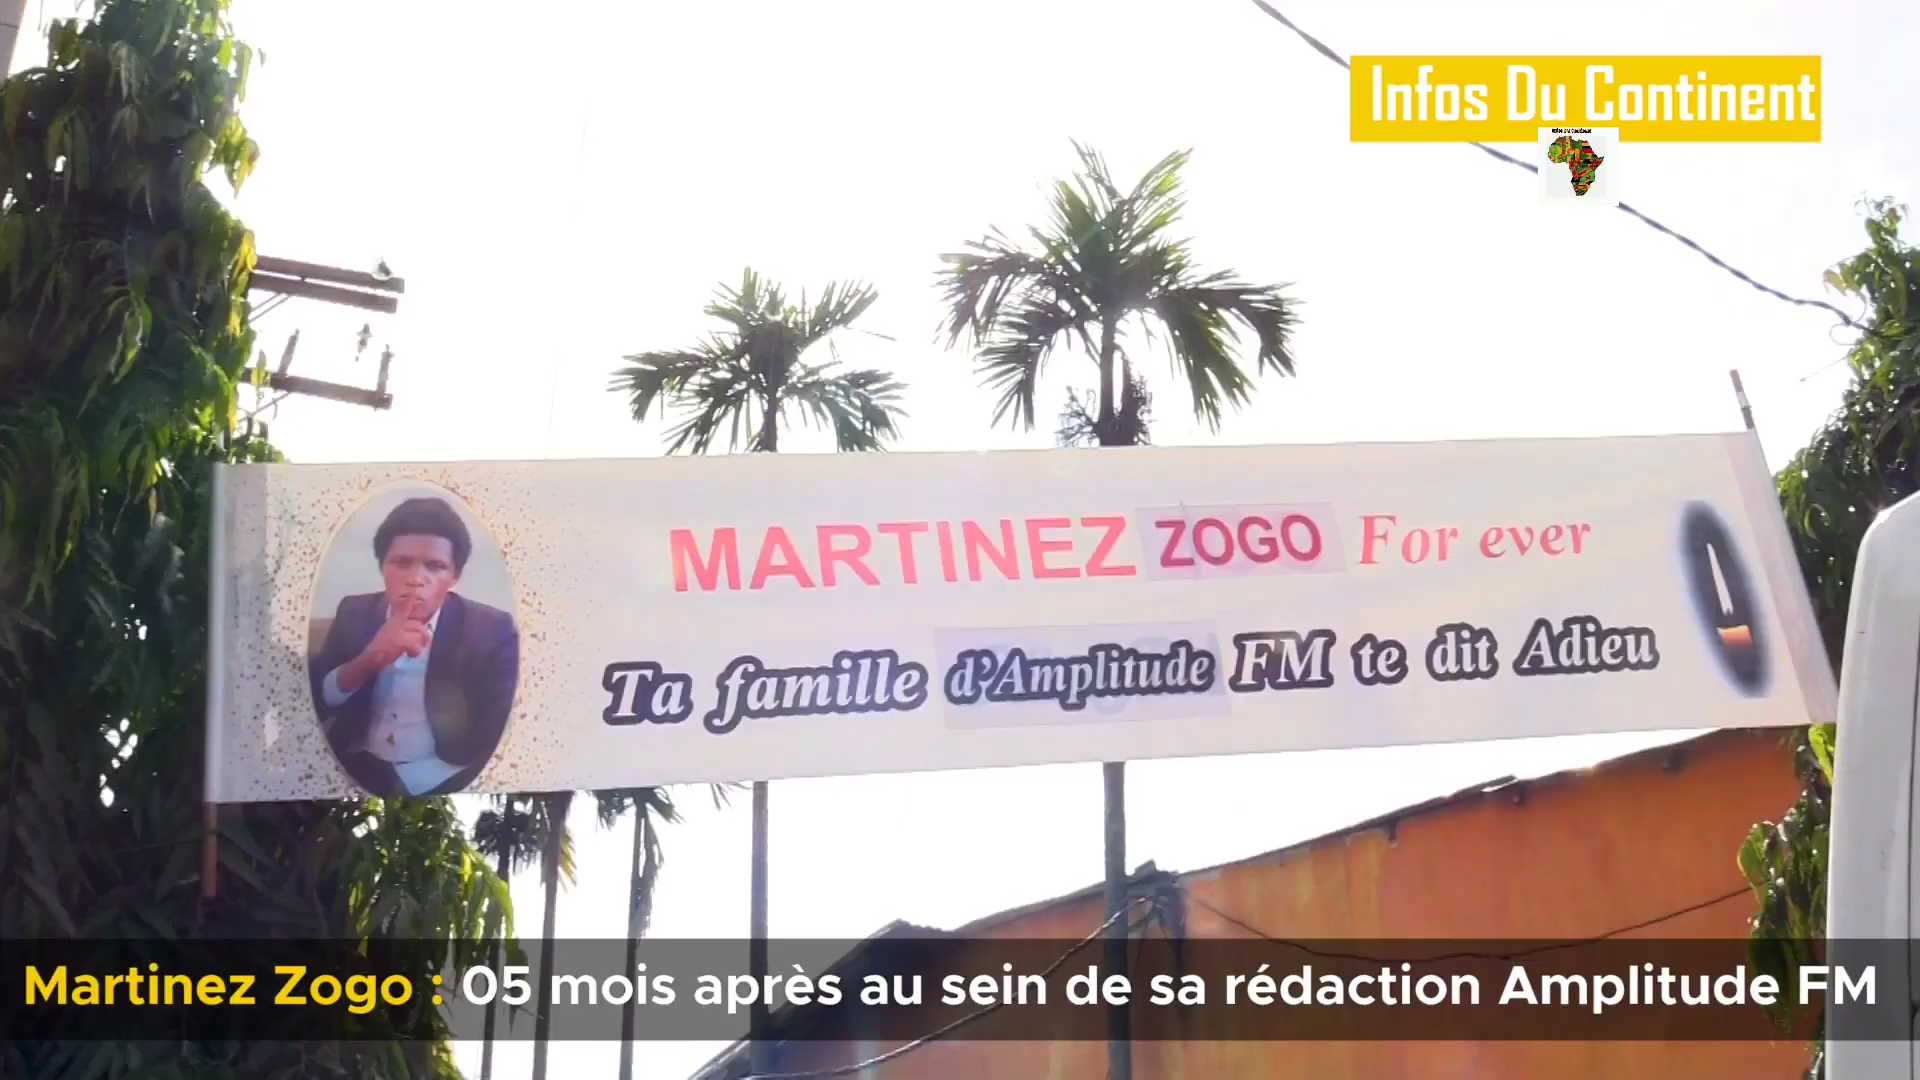 Infos Du Continent
MARTINEZ ZOGO For ever
Ta famille d'Amplitude FM te dit Adieu
Martinez Zogo : 05 mois après au sein de sa rédaction Amplitude FM